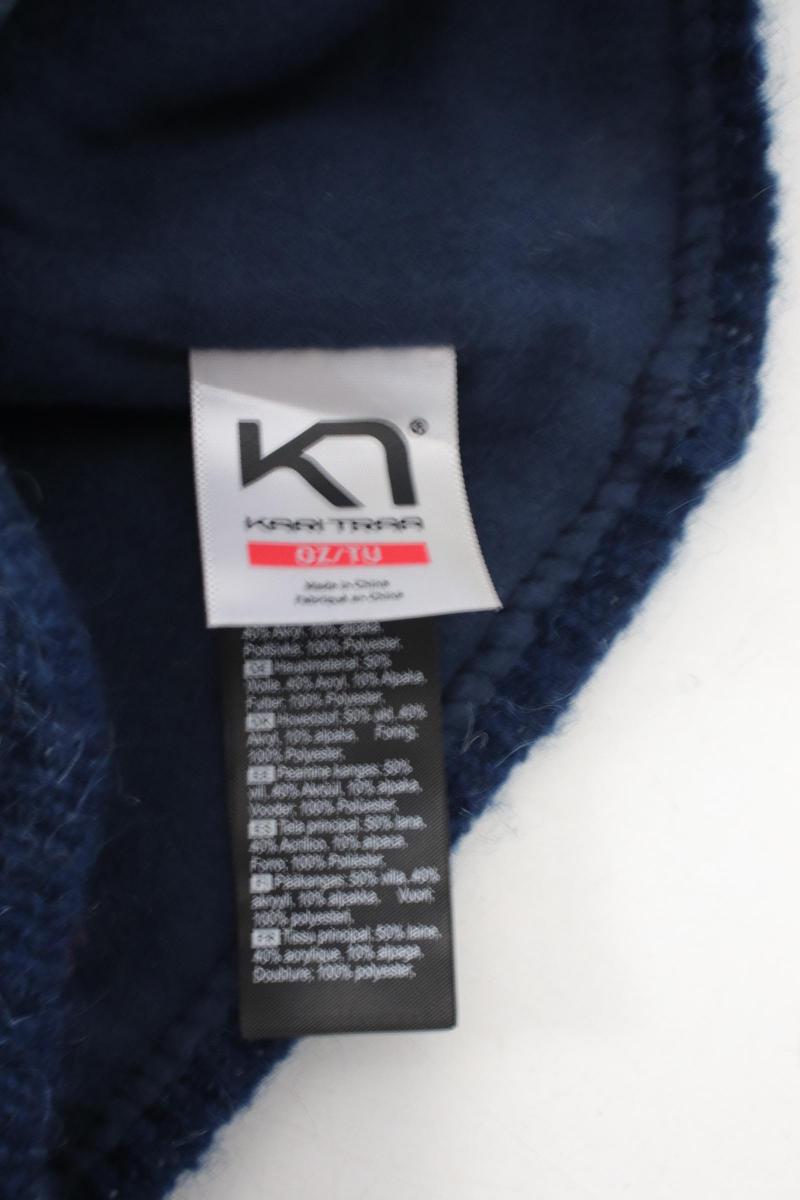 KARI TRAA
®
OZ/TU
Made in China
Fabriqué en Chine
40% Akryl, 10% alpaka,
Podšívka, 100% Polyester,
DE Hauptmaterial, 50%
Wolle, 40% Acryl, 10% Alpaka,
Futter, 100% Polyester,
DK Hovedstof, 50% uld, 40%
Akryl, 10% alpaka. Foring;
100% Polyester,
EE Peamine kangas, 50%
vill, 40% Akrüül, 10% alpaka,
Vooder, 100% Polüester,
ES Tela principal, 50% lana,
40% Acrilico, 10% alpaca,
Forro, 100% Poliéster,
FI Pääkangas, 50% villa, 40%
akryyli, 10% alpakka. Vuori;
100% polyesteri,
FR Tissu principal, 50% laine,
40% acrylique, 10% alpaga,
Doublure, 100% polyester,